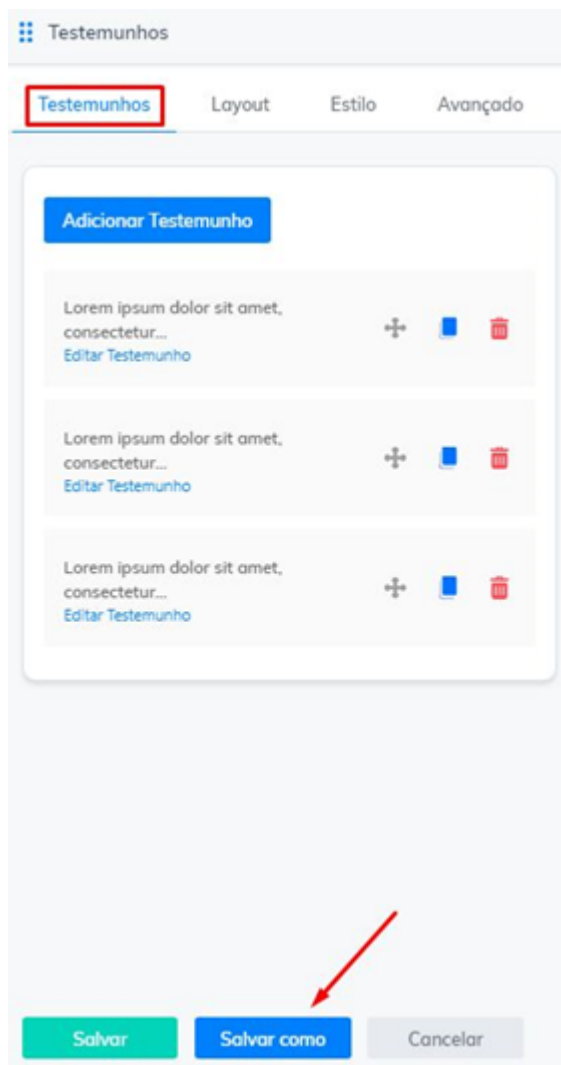 Testemunhos
Testemunhos Layout Estilo Avançado
Adicionar Testemunho
Lorem ipsum dolor sit amet,
consectetur...
Editar Testemunho
Lorem ipsum dolor sit amet,
consectetur...
Editar Testemunho
Lorem ipsum dolor sit amet,
consectetur...
Editar Testemunho
Salvar Salvar como Cancelar